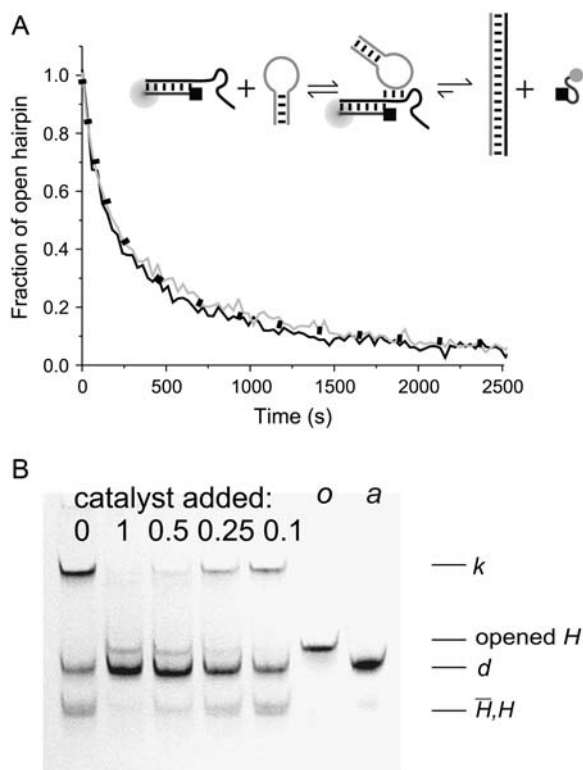 A
Fraction of open hairpin
1.0
0.8
0.6
0.4
0.2
0.0
+
+
0 500 1000 1500 2000 2500
Time (s)
B
catalyst added: o a
0 1 0.5 0.25 0.1
k
opened H
d
H̅,H